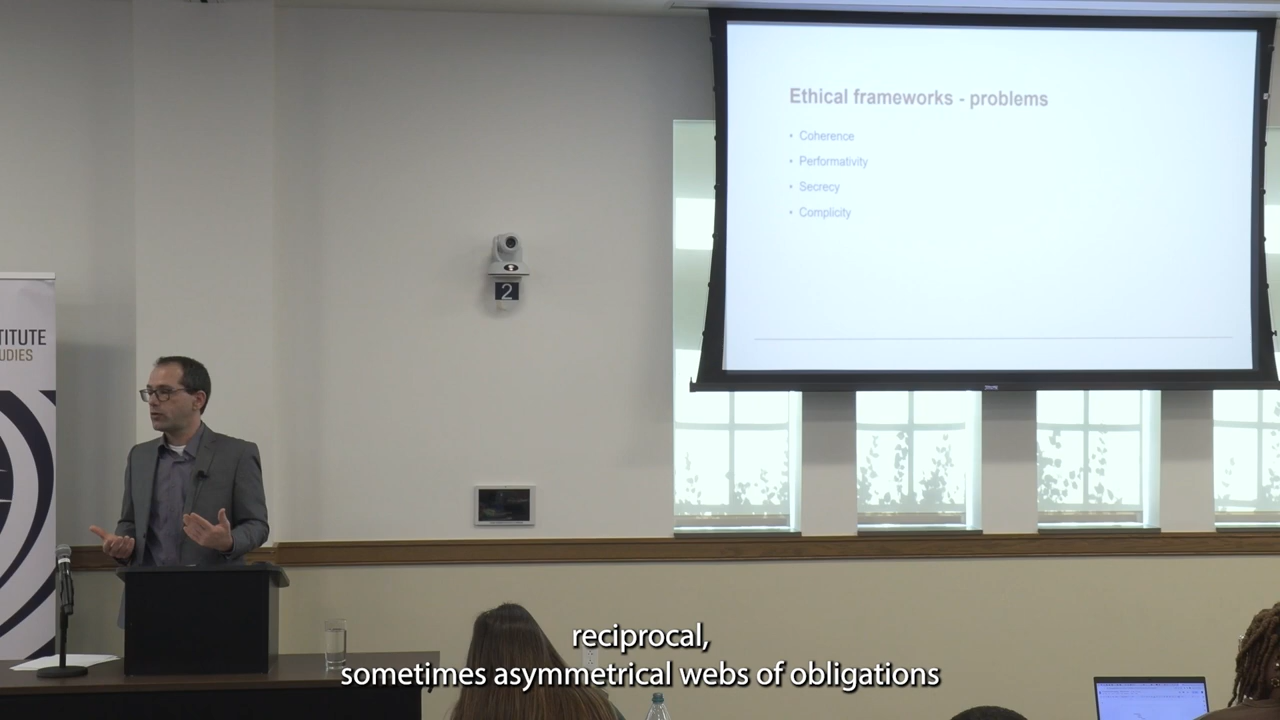 Ethical frameworks - problems
• Coherence
• Performativity
• Secrecy
• Complicity
2
TITUTE
UDIES
reciprocal,
sometimes asymmetrical webs of obligations